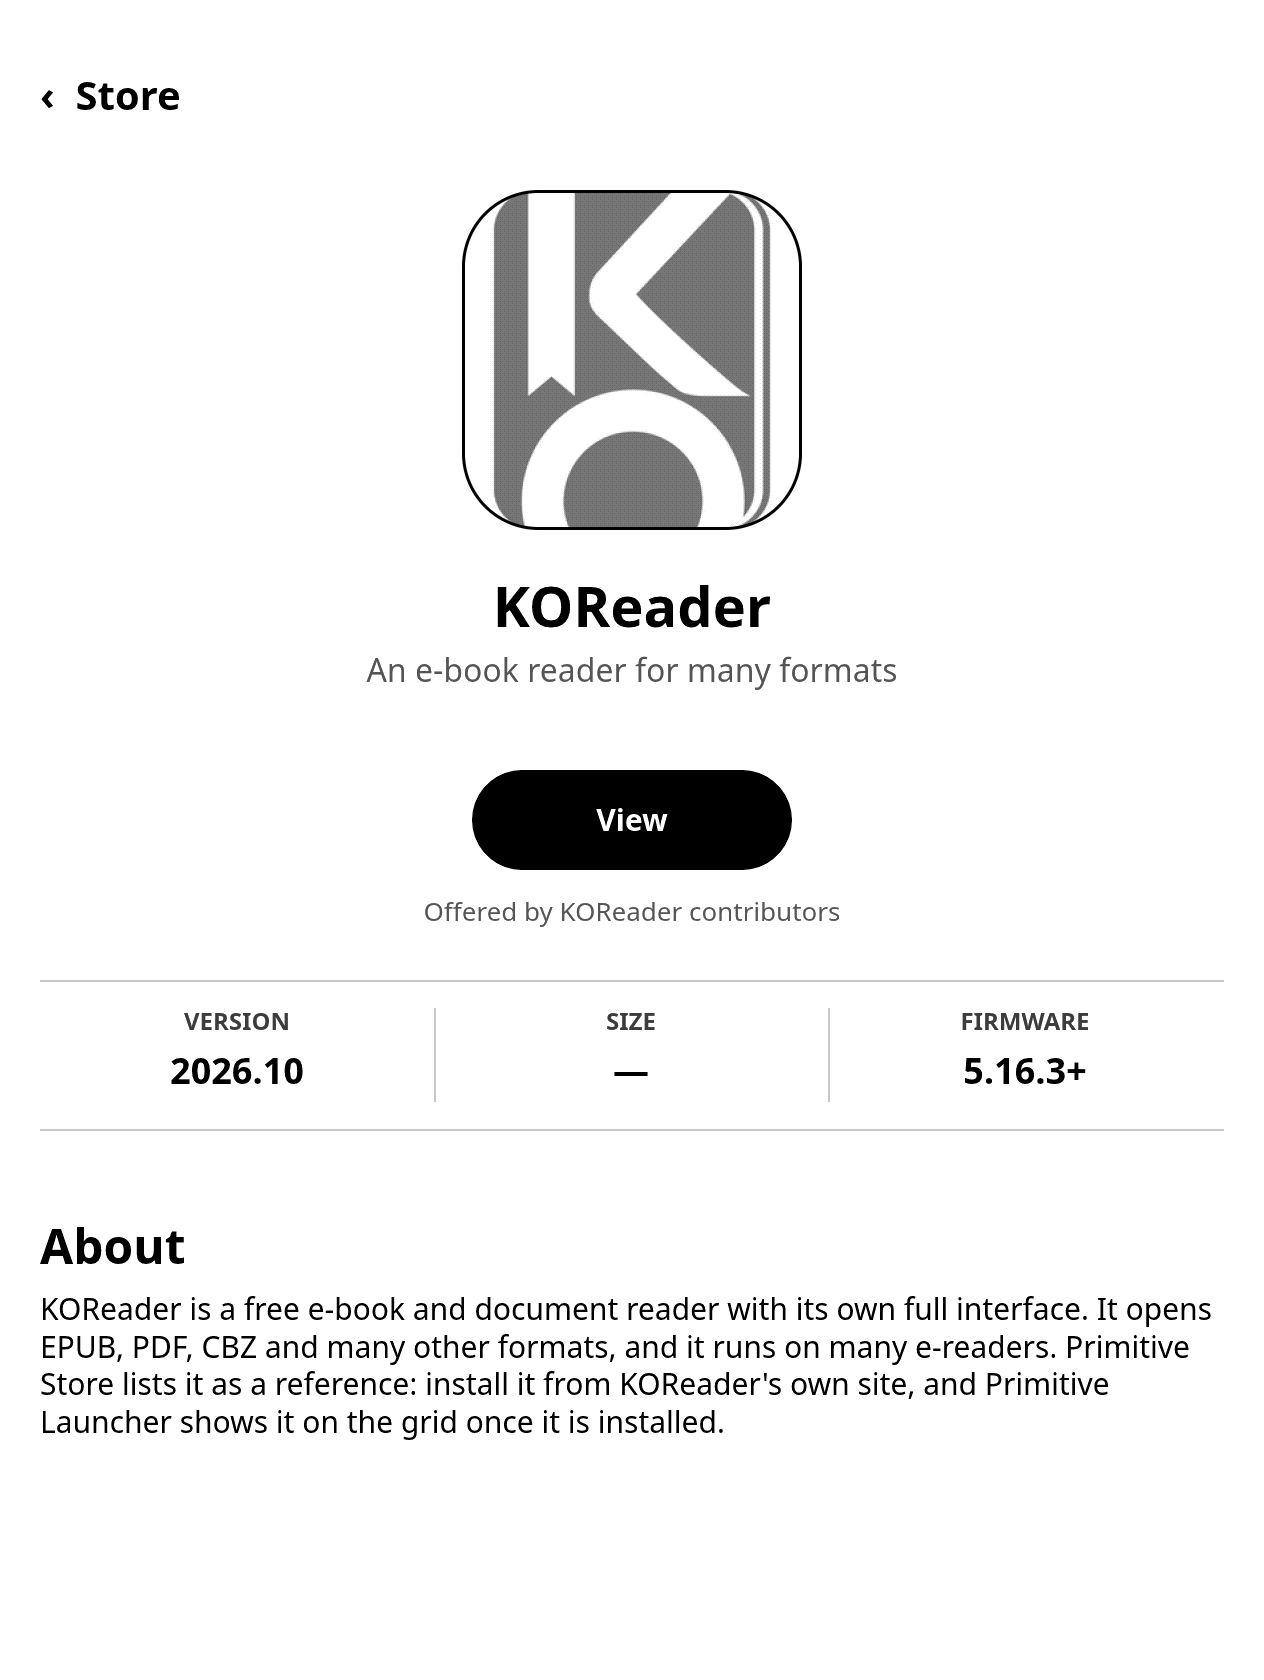 ‹ Store
KO
KOReader
An e-book reader for many formats
View
Offered by KOReader contributors
VERSION
SIZE
FIRMWARE
2026.10
—
5.16.3+
About
KOReader is a free e-book and document reader with its own full interface. It opens
EPUB, PDF, CBZ and many other formats, and it runs on many e-readers. Primitive
Store lists it as a reference: install it from KOReader's own site, and Primitive
Launcher shows it on the grid once it is installed.